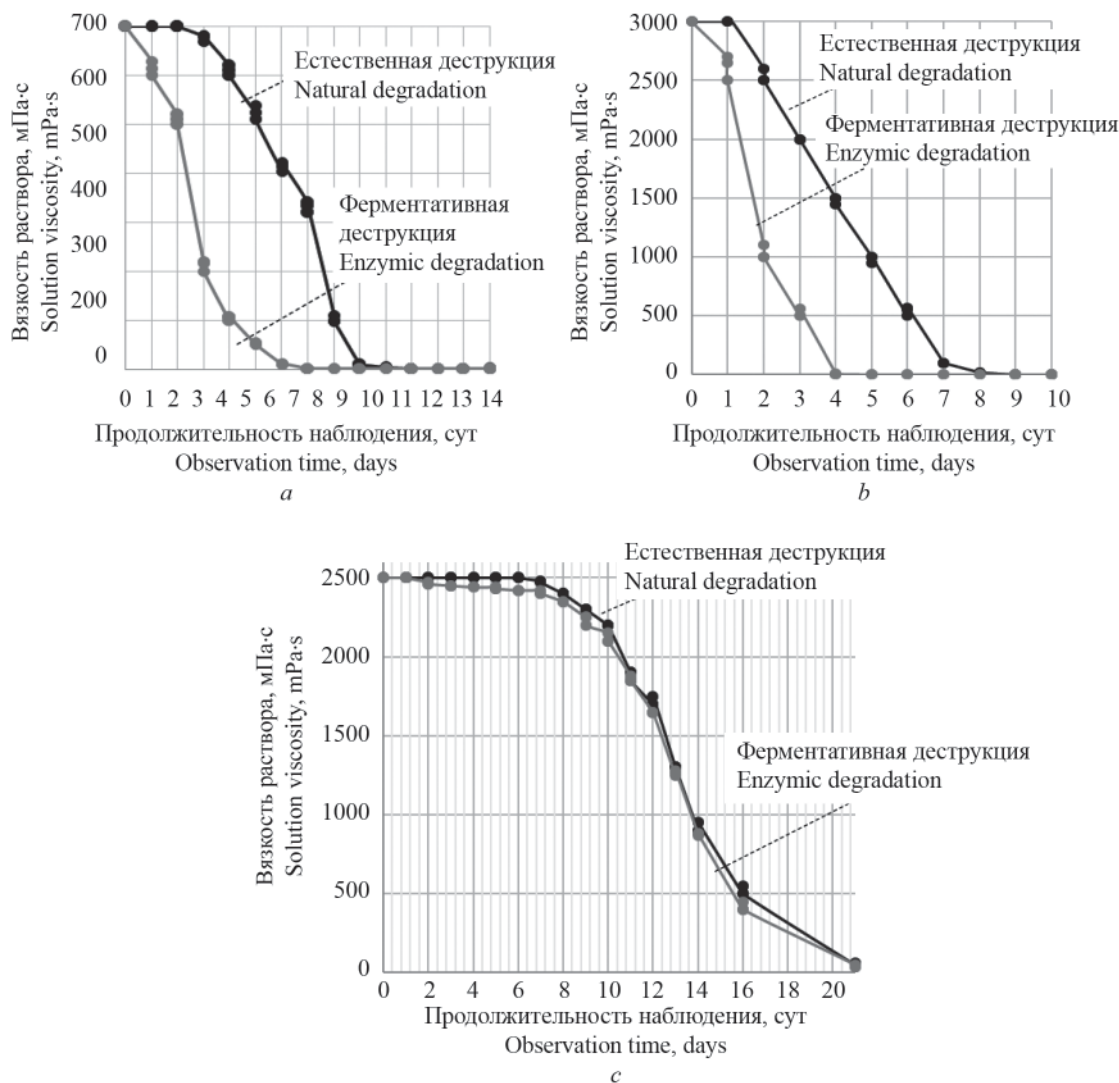 700
600
500
400
300
200
0
Вязкость раствора, мПа·с
Solution viscosity, mPa·s
Естественная деструкция
Natural degradation
Ферментативная
деструкция
Enzymic degradation
0 1 2 3 4 5 6 7 8 9 10 11 12 13 14
Продолжительность наблюдения, сут
Observation time, days
a
3000
2500
2000
1500
1000
500
0
Вязкость раствора, мПа·с
Solution viscosity, mPa·s
Естественная деструкция
Natural degradation
Ферментативная деструкция
Enzymic degradation
0 1 2 3 4 5 6 7 8 9 10
Продолжительность наблюдения, сут
Observation time, days
b
2500
2000
1500
1000
500
0
Вязкость раствора, мПа·с
Solution viscosity, mPa·s
Естественная деструкция
Natural degradation
Ферментативная деструкция
Enzymic degradation
0 2 4 6 8 10 12 14 16 18 20
Продолжительность наблюдения, сут
Observation time, days
c